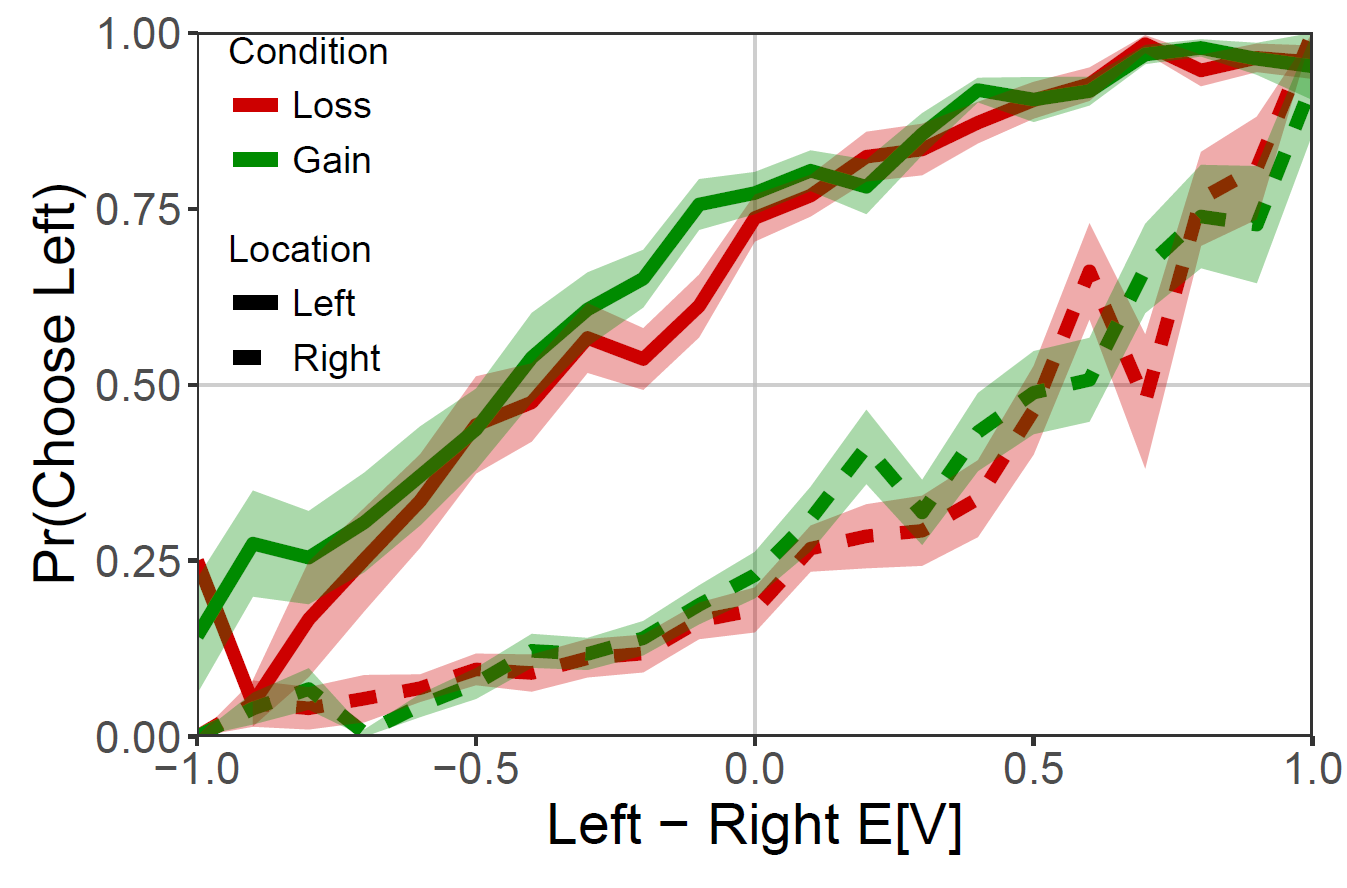 1.00
0.75
0.50
0.25
0.00
Pr(Choose Left)
Condition
Loss
Gain
Location
Left
Right
−1.0
−0.5
0.0
0.5
1.0
Left − Right E[V]